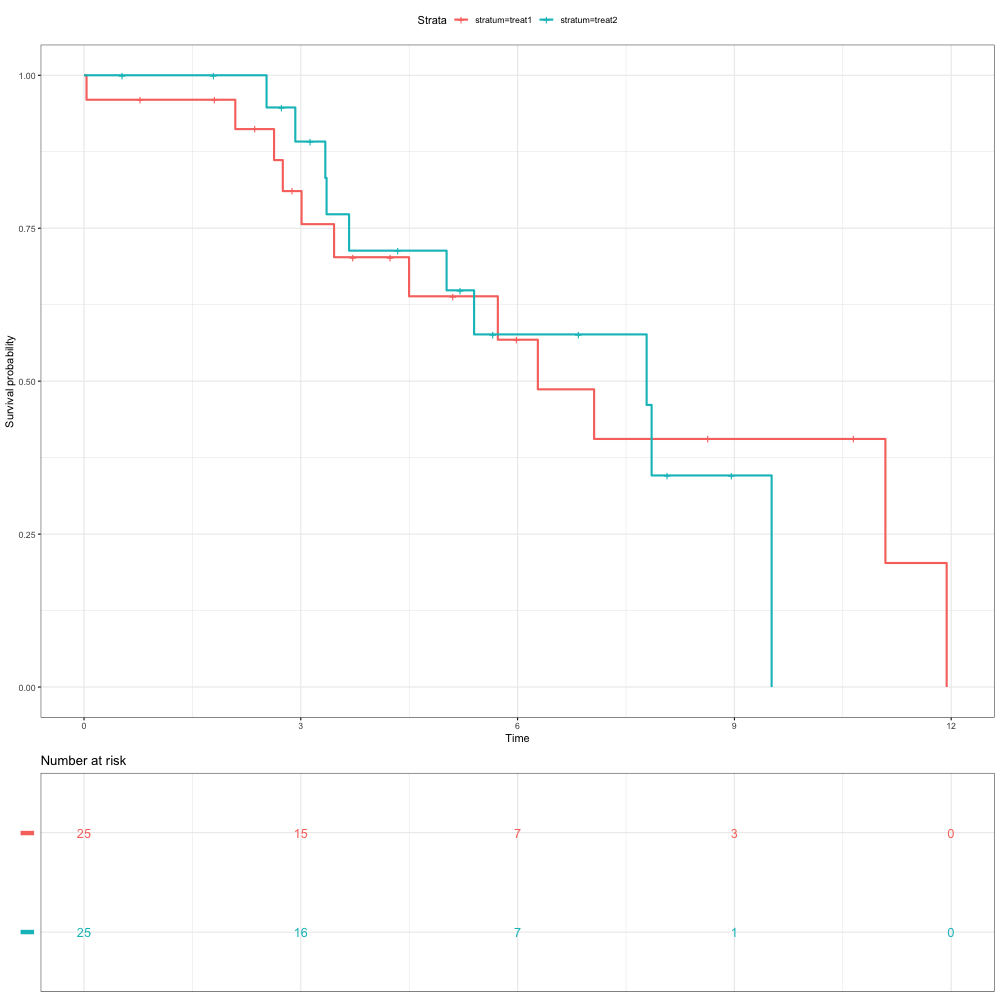 Strata stratum=treat1 stratum=treat2
1.00
0.75
0.50
0.25
0.00
Survival probability
0 3 6 9 12
Time
Number at risk
25 15 7 3 0
25 16 7 1 0